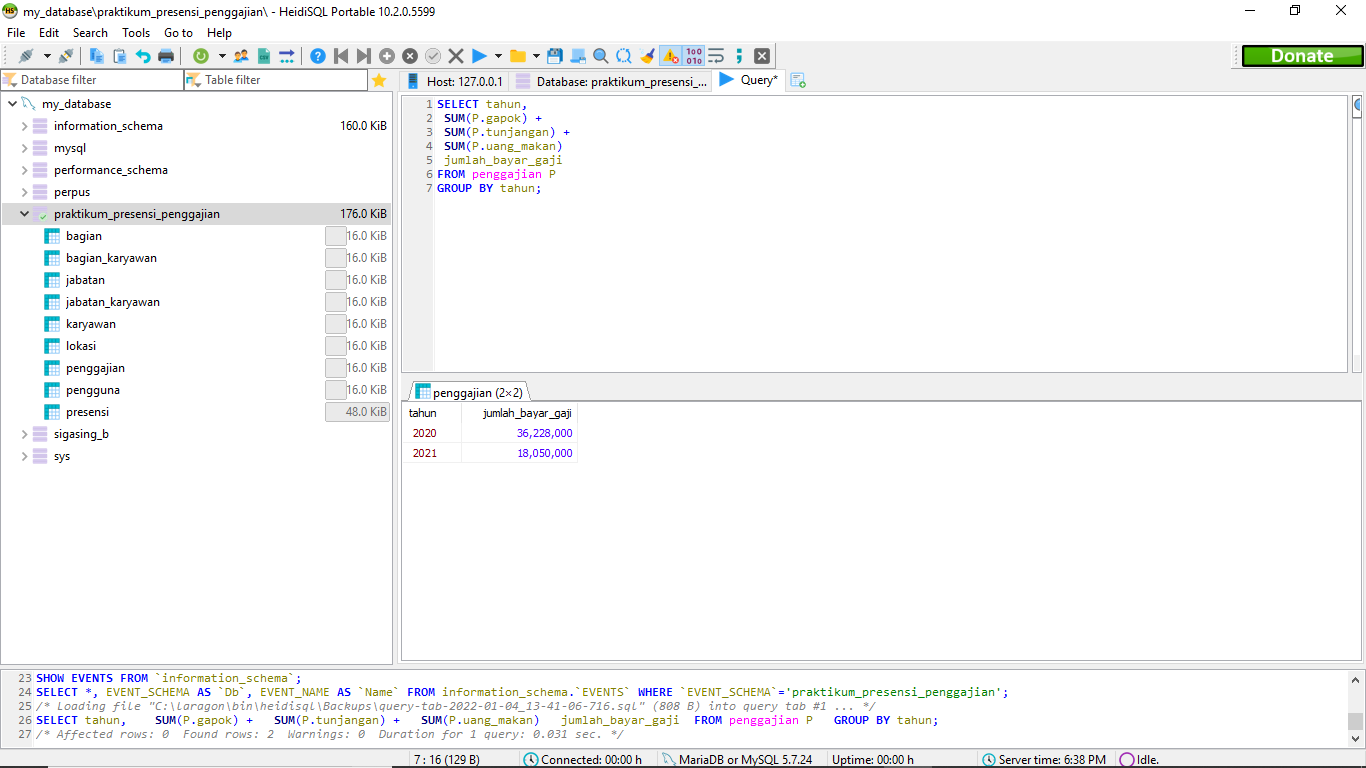 my_database\praktikum_presensi_penggajian\ - HeidiSQL Portable 10.2.0.5599
File Edit Search Tools Go to Help
Donate
Database filter
Table filter
Host: 127.0.0.1
Database: praktikum_presensi_...
Query*
my_database
information_schema 160.0 KiB
mysql
performance_schema
perpus
praktikum_presensi_penggajian 176.0 KiB
bagian 16.0 KiB
bagian_karyawan 16.0 KiB
jabatan 16.0 KiB
jabatan_karyawan 16.0 KiB
karyawan 16.0 KiB
lokasi 16.0 KiB
penggajian 16.0 KiB
pengguna 16.0 KiB
presensi 48.0 KiB
sigasing_b
sys
1 SELECT tahun,
2 SUM(P.gapok) +
3 SUM(P.tunjangan) +
4 SUM(P.uang_makan)
5 jumlah_bayar_gaji
6 FROM penggajian P
7 GROUP BY tahun;
penggajian (2×2)
tahun jumlah_bayar_gaji
2020 36,228,000
2021 18,050,000
23 SHOW EVENTS FROM `information_schema`;
24 SELECT *, EVENT_SCHEMA AS `Db`, EVENT_NAME AS `Name` FROM information_schema.`EVENTS` WHERE `EVENT_SCHEMA`='praktikum_presensi_penggajian';
25 /* Loading file "C:\laragon\bin\heidisql\Backups\query-tab-2022-01-04_13-41-06-716.sql" (808 B) into query tab #1 ... */
26 SELECT tahun, SUM(P.gapok) + SUM(P.tunjangan) + SUM(P.uang_makan) jumlah_bayar_gaji FROM penggajian P GROUP BY tahun;
27 /* Affected rows: 0 Found rows: 2 Warnings: 0 Duration for 1 query: 0.031 sec. */
7 : 16 (129 B)
Connected: 00:00 h
MariaDB or MySQL 5.7.24
Uptime: 00:00 h
Server time: 6:38 PM
Idle.